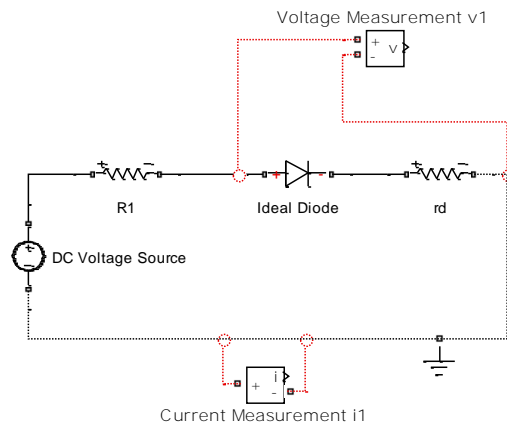 Voltage Measurement v1
+
v
-
+ -
+ -
+ -
R1
Ideal Diode
rd
+
-
DC Voltage Source
i
+
-
Current Measurement i1